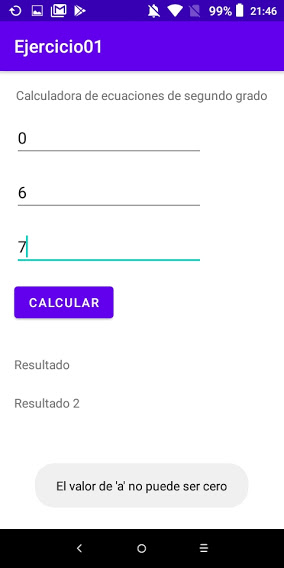 99% 21:46
Ejercicio01
Calculadora de ecuaciones de segundo grado
0
6
7
CALCULAR
Resultado
Resultado 2
El valor de 'a' no puede ser cero